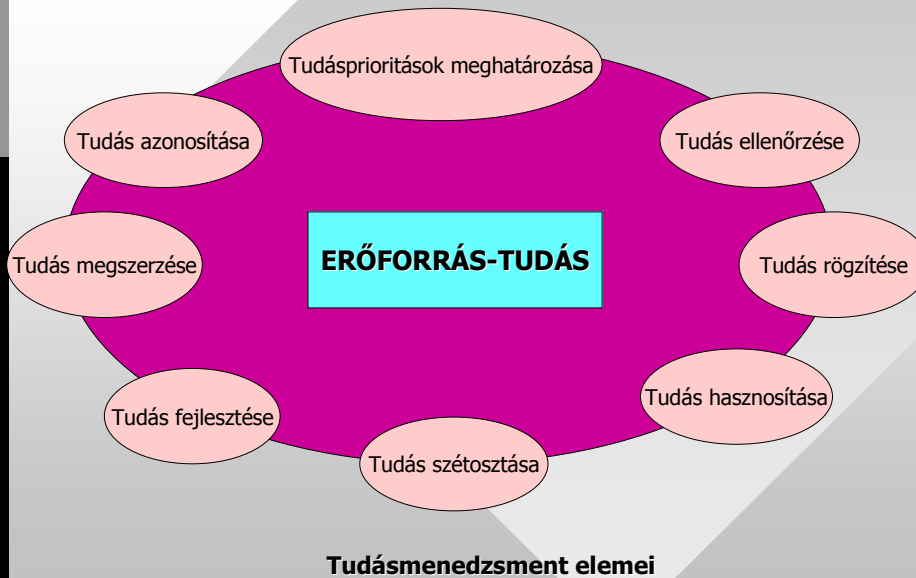 Tudásprioritások meghatározása
Tudás azonosítása
Tudás ellenőrzése
Tudás megszerzése
ERŐFORRÁS-TUDÁS
Tudás rögzítése
Tudás hasznosítása
Tudás fejlesztése
Tudás szétosztása
Tudásmenedzsment elemei